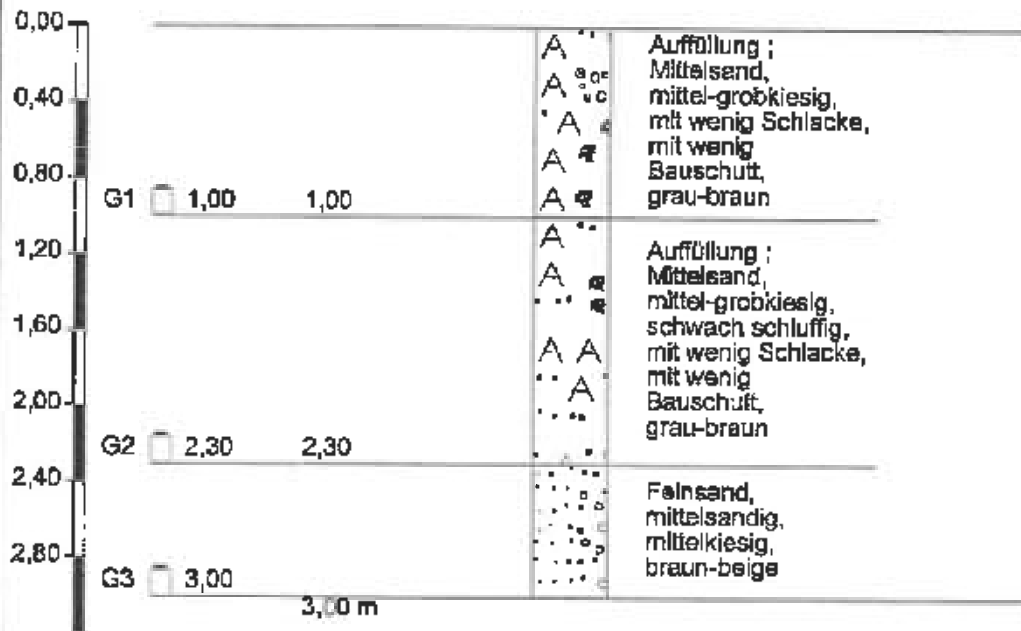 0,00
0,40
0,80
1,20
1,60
2,00
2,40
2,80
G1 1,00 1,00
Auffüllung ;
Mittelsand,
mittel-grobkiesig,
mit wenig Schlacke,
mit wenig
Bauschutt,
grau-braun
G2 2,30 2,30
Auffüllung ;
Mittelsand,
mittel-grobkiesig,
schwach schluffig,
mit wenig Schlacke,
mit wenig
Bauschutt,
grau-braun
G3 3,00
3,00 m
Feinsand,
mittelsandig,
mittelkiesig,
braun-beige
A
A
A
A
A
A
A
A A
A